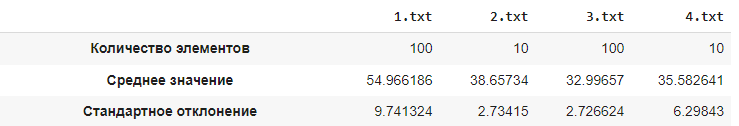 1.txt 2.txt 3.txt 4.txt
Количество элементов 100 10 100 10
Среднее значение 54.966186 38.65734 32.99657 35.582641
Стандартное отклонение 9.741324 2.73415 2.726624 6.29843